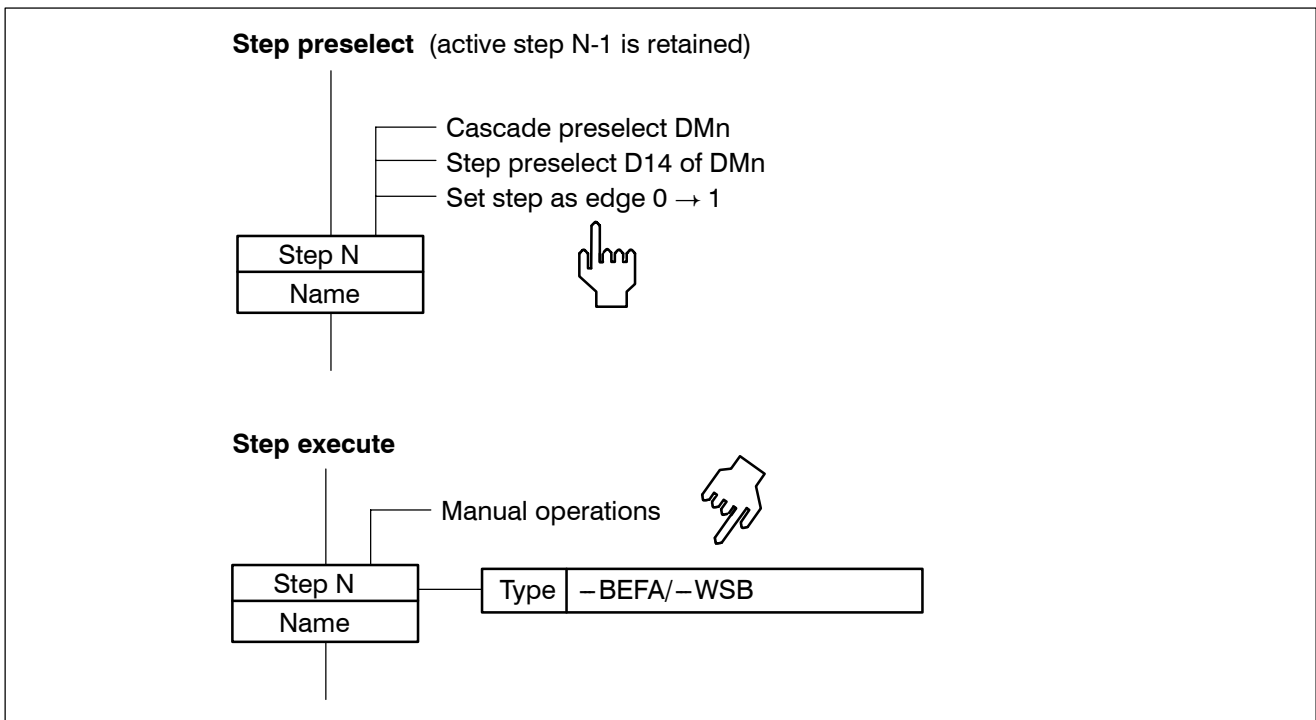 Step preselect (active step N-1 is retained)
Cascade preselect DMn
Step preselect D14 of DMn
Set step as edge 0 → 1
Step N
Name
Step execute
Manual operations
Step N
Type –BEFA/–WSB
Name